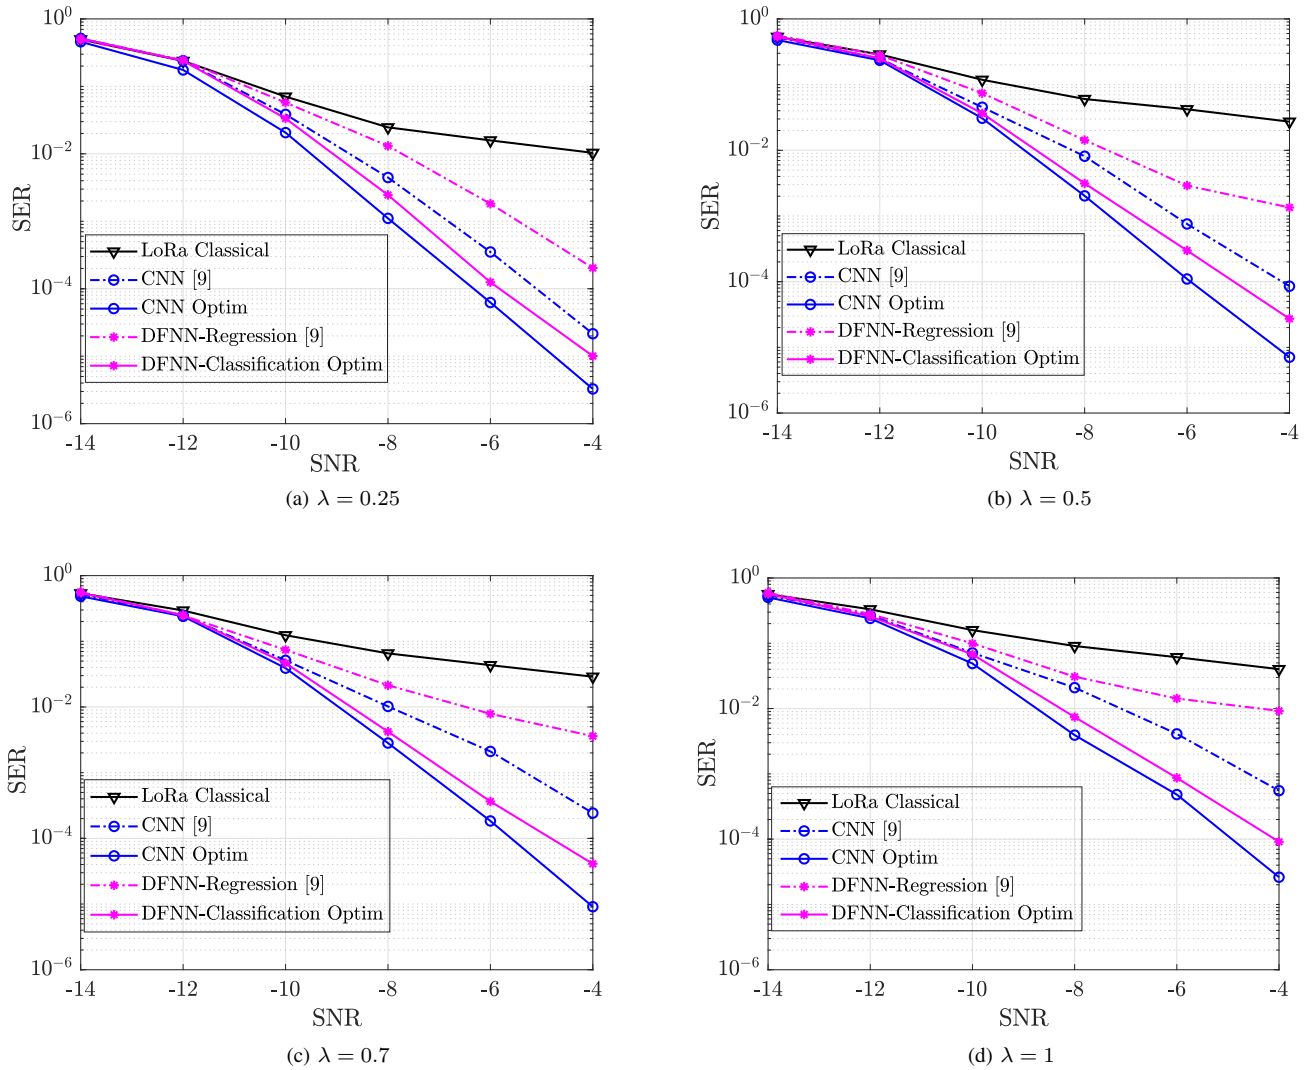 10^0
10^-2
10^-4
10^-6
SER
LoRa Classical
CNN [9]
CNN Optim
DFNN-Regression [9]
DFNN-Classification Optim
-14 -12 -10 -8 -6 -4
SNR
(a) λ = 0.25
10^0
10^-2
10^-4
10^-6
SER
LoRa Classical
CNN [9]
CNN Optim
DFNN-Regression [9]
DFNN-Classification Optim
-14 -12 -10 -8 -6 -4
SNR
(b) λ = 0.5
10^0
10^-2
10^-4
10^-6
SER
LoRa Classical
CNN [9]
CNN Optim
DFNN-Regression [9]
DFNN-Classification Optim
-14 -12 -10 -8 -6 -4
SNR
(c) λ = 0.7
10^0
10^-2
10^-4
10^-6
SER
LoRa Classical
CNN [9]
CNN Optim
DFNN-Regression [9]
DFNN-Classification Optim
-14 -12 -10 -8 -6 -4
SNR
(d) λ = 1